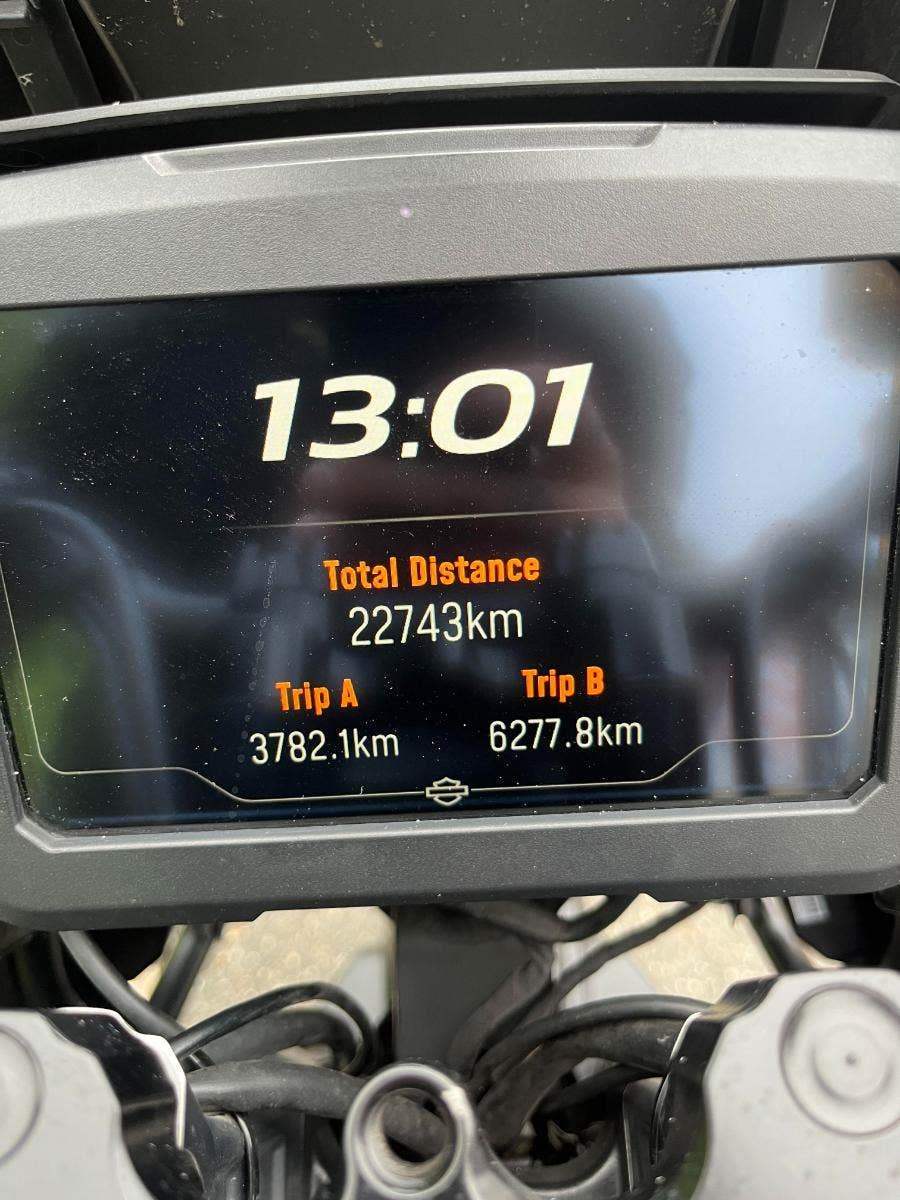 13:01
Total Distance
22743km
Trip A Trip B
3782.1km 6277.8km